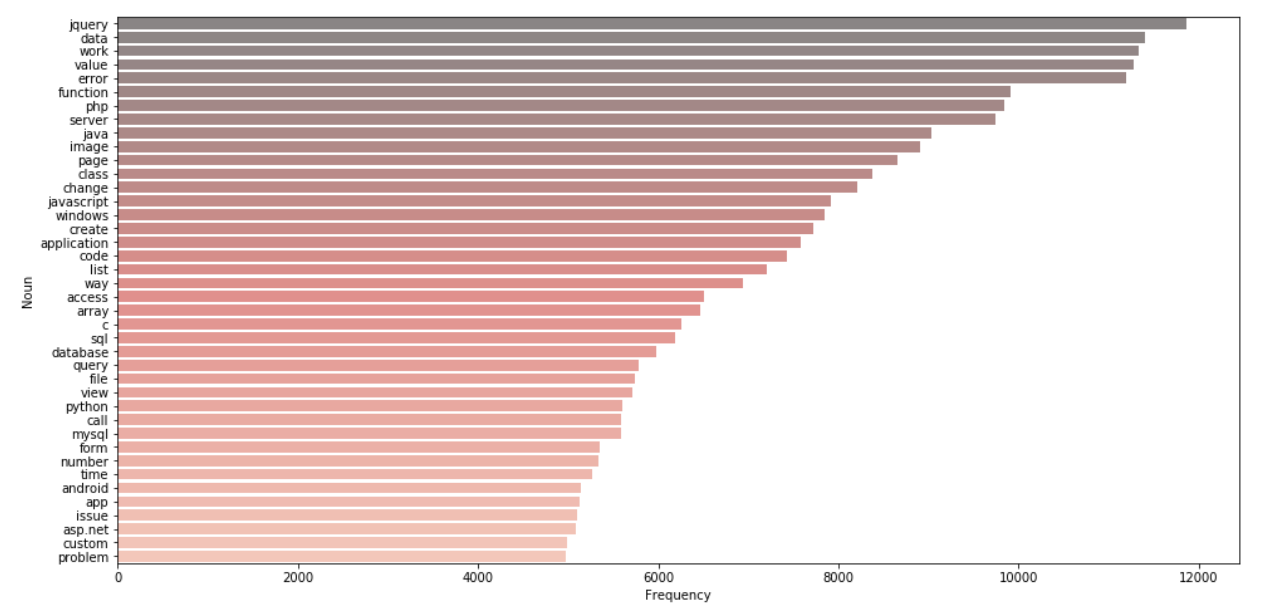 jquery
data
work
value
error
function
php
server
java
image
page
class
change
javascript
windows
create
application
code
list
way
access
array
c
sql
database
query
file
view
python
call
mysql
form
number
time
android
app
issue
asp.net
custom
problem
Noun
0 2000 4000 6000 8000 10000 12000
Frequency